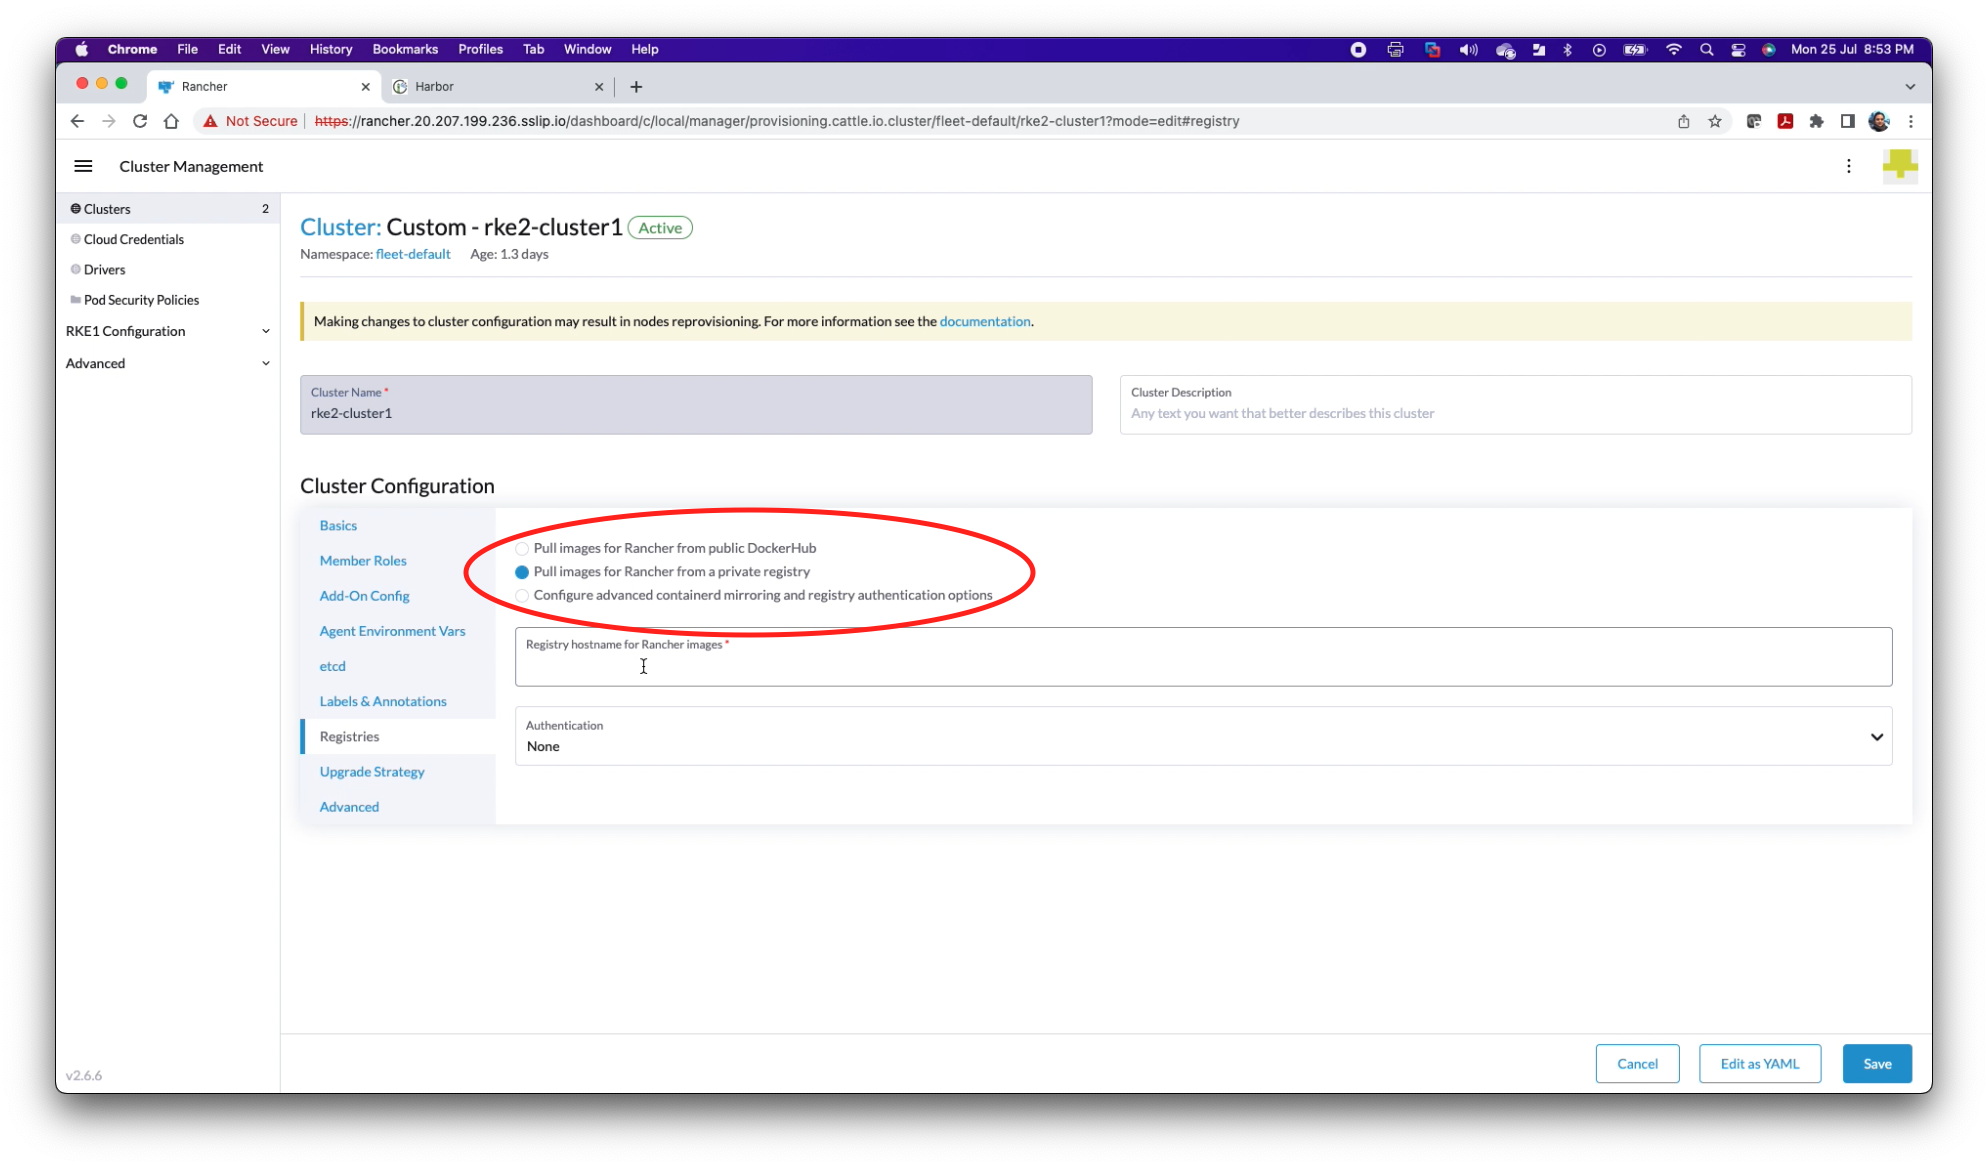 Chrome File Edit View History Bookmarks Profiles Tab Window Help Mon 25 Jul 8:53 PM
Rancher Harbor
Not Secure https://rancher.20.207.199.236.sslip.io/dashboard/c/local/manager/provisioning.cattle.io.cluster/fleet-default/rke2-cluster1?mode=edit#registry
Cluster Management
Clusters 2
Cloud Credentials
Drivers
Pod Security Policies
RKE1 Configuration
Advanced
v2.6.6
Cluster: Custom - rke2-cluster1 Active
Namespace: fleet-default Age: 1.3 days
Making changes to cluster configuration may result in nodes reprovisioning. For more information see the documentation.
Cluster Name *
rke2-cluster1
Cluster Description
Any text you want that better describes this cluster
Cluster Configuration
Basics
Member Roles
Add-On Config
Agent Environment Vars
etcd
Labels & Annotations
Registries
Upgrade Strategy
Advanced
Pull images for Rancher from public DockerHub
Pull images for Rancher from a private registry
Configure advanced containerd mirroring and registry authentication options
Registry hostname for Rancher images *
Authentication
None
Cancel Edit as YAML Save